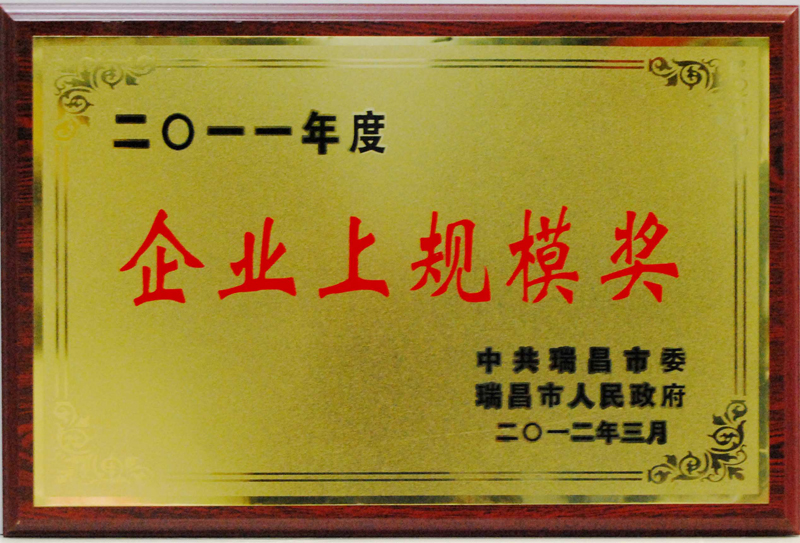 二〇一一年度
企业上规模奖
中共瑞昌市委
瑞昌市人民政府
二〇一二年三月